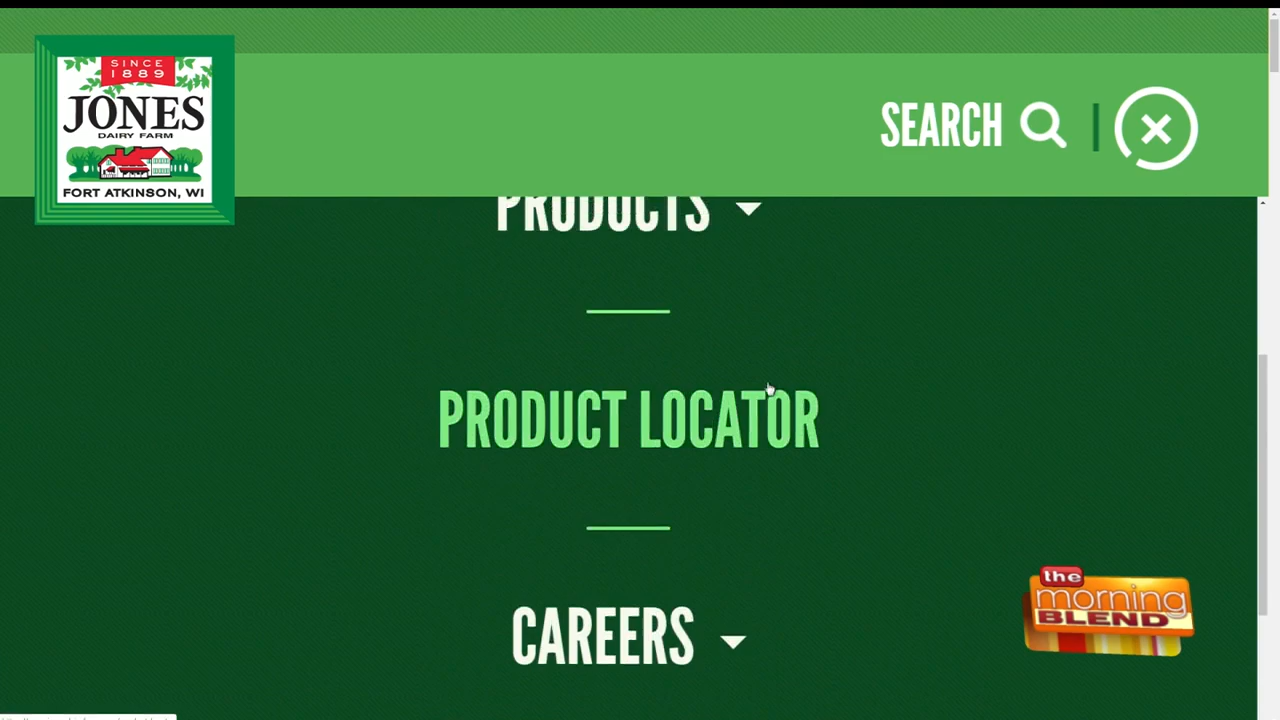 SINCE
1889
JONES
DAIRY FARM
FORT ATKINSON, WI
SEARCH
PRODUCTS
PRODUCT LOCATOR
CAREERS
the
morning
BLEND